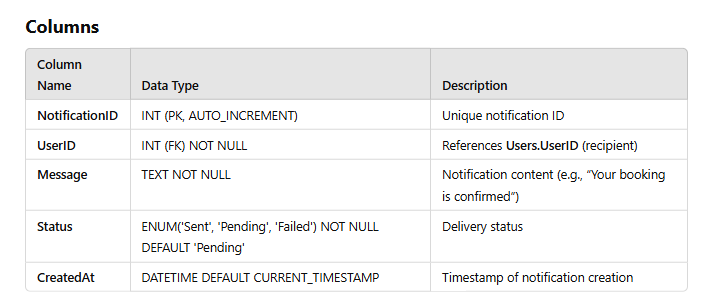 Columns
Column
Name Data Type Description
NotificationID INT (PK, AUTO_INCREMENT) Unique notification ID
UserID INT (FK) NOT NULL References Users.UserID (recipient)
Message TEXT NOT NULL Notification content (e.g., “Your booking
is confirmed”)
Status ENUM('Sent', 'Pending', 'Failed') NOT NULL Delivery status
DEFAULT 'Pending'
CreatedAt DATETIME DEFAULT CURRENT_TIMESTAMP Timestamp of notification creation